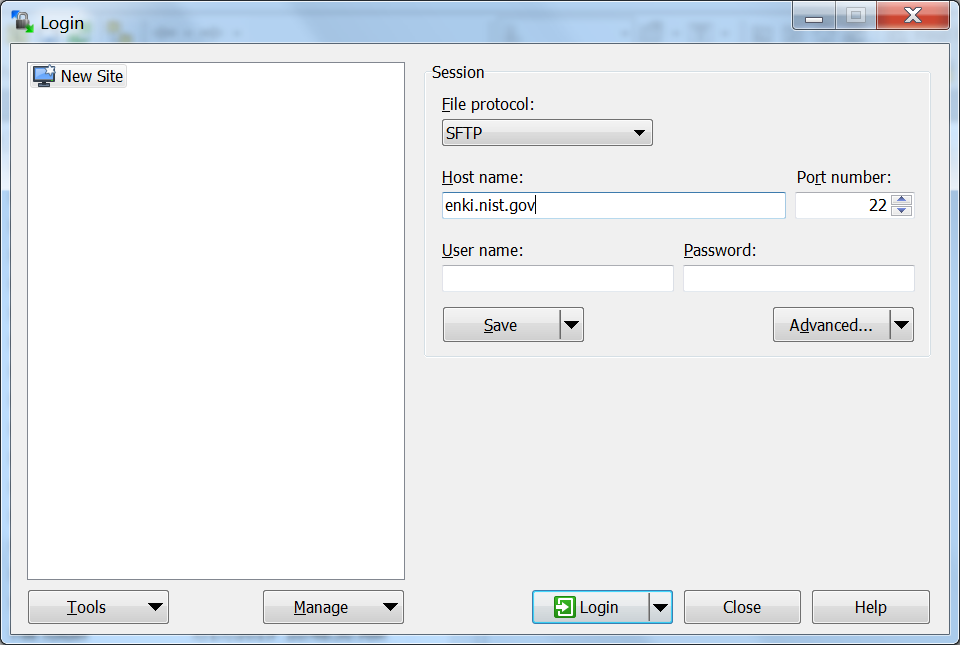 Login
New Site
Session
File protocol:
SFTP
Host name:
Port number:
enki.nist.gov
22
User name:
Password:
Save
Advanced...
Tools
Manage
Login
Close
Help